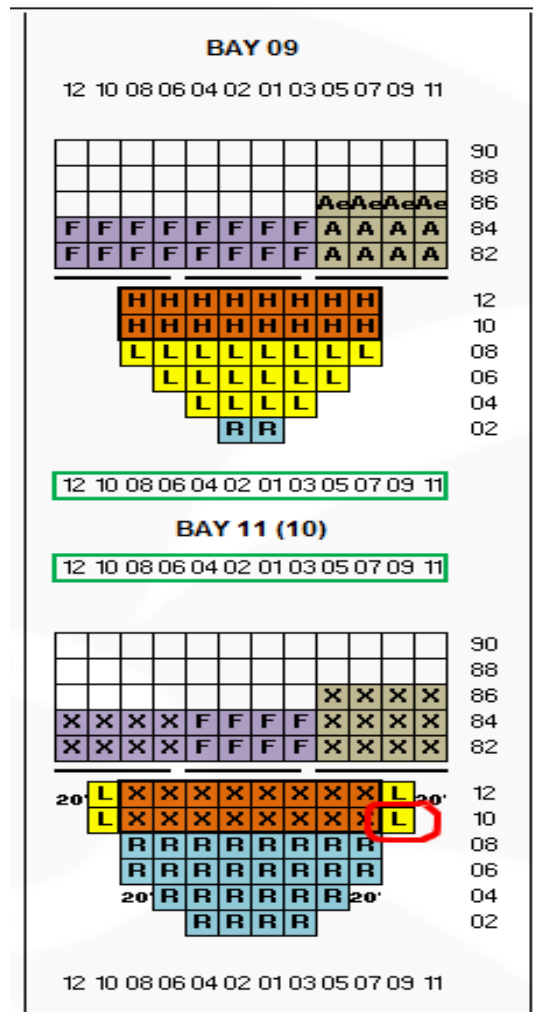 BAY 09
12 10 08 06 04 02 01 03 05 07 09 11
90
88
Ae Ae Ae Ae 86
F F F F F F F F A A A A 84
F F F F F F F F A A A A 82
H H H H H H H H 12
H H H H H H H H 10
L L L L L L L L 08
L L L L L L 06
L L L L 04
R R 02
12 10 08 06 04 02 01 03 05 07 09 11
BAY 11 (10)
12 10 08 06 04 02 01 03 05 07 09 11
90
88
X X X X 86
X X X X F F F F X X X X 84
X X X X F F F F X X X X 82
20' L X X X X X X X X L 20' 12
L X X X X X X X X L 10
R R R R R R R R 08
R R R R R R R R 06
20' R R R R R R 20' 04
R R R R 02
12 10 08 06 04 02 01 03 05 07 09 11